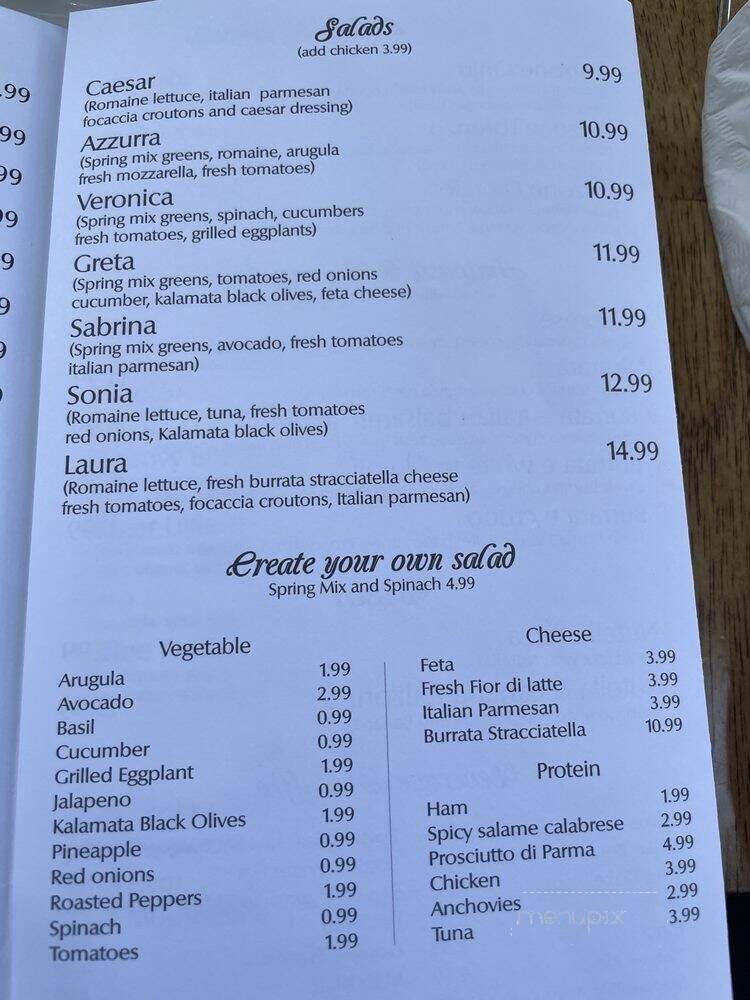 Salads
(add chicken 3.99)
Caesar 9.99
(Romaine lettuce, italian parmesan
focaccia croutons and caesar dressing)
Azzurra 10.99
(Spring mix greens, romaine, arugula
fresh mozzarella, fresh tomatoes)
Veronica 10.99
(Spring mix greens, spinach, cucumbers
fresh tomatoes, grilled eggplants)
Greta 11.99
(Spring mix greens, tomatoes, red onions
cucumber, kalamata black olives, feta cheese)
Sabrina 11.99
(Spring mix greens, avocado, fresh tomatoes
italian parmesan)
Sonia 12.99
(Romaine lettuce, tuna, fresh tomatoes
red onions, Kalamata black olives)
Laura 14.99
(Romaine lettuce, fresh burrata stracciatella cheese
fresh tomatoes, focaccia croutons, Italian parmesan)
Create your own salad
Spring Mix and Spinach 4.99
Vegetable
Arugula 1.99
Avocado 2.99
Basil 0.99
Cucumber 0.99
Grilled Eggplant 1.99
Jalapeno 0.99
Kalamata Black Olives 1.99
Pineapple 0.99
Red onions 0.99
Roasted Peppers 1.99
Spinach 0.99
Tomatoes 1.99
Cheese
Feta 3.99
Fresh Fior di latte 3.99
Italian Parmesan 3.99
Burrata Stracciatella 10.99
Protein
Ham 1.99
Spicy salame calabrese 2.99
Prosciutto di Parma 4.99
Chicken 3.99
Anchovies 2.99
Tuna 3.99
menupix